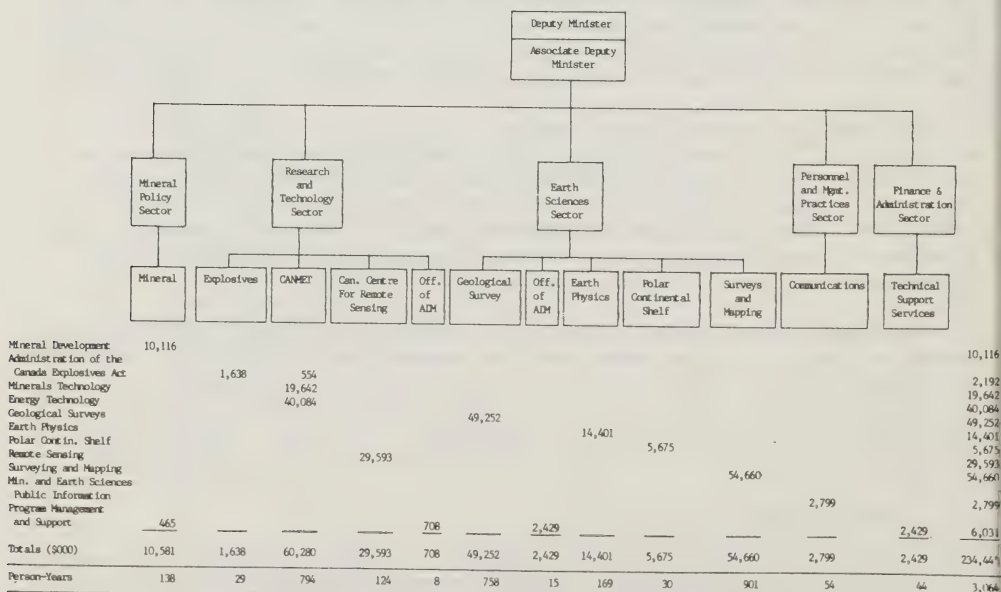 Deputy Minister
Associate Deputy
Minister
Mineral
Policy
Sector
Research
and
Technology
Sector
Earth
Sciences
Sector
Personnel
and Mgmt.
Practices
Sector
Finance &
Administration
Sector
Mineral
Explosives
CANMET
Can. Centre
For Remote
Sensing
Off.
of
ADM
Geological
Survey
Off.
of
ADM
Earth
Physics
Polar
Continental
Shelf
Surveys
and
Mapping
Communications
Technical
Support
Services
Mineral Development 10,116 10,116
Administration of the
Canada Explosives Act 1,638 554 2,192
Minerals Technology 19,642 19,642
Energy Technology 40,084 40,084
Geological Surveys 49,252 49,252
Earth Physics 14,401 14,401
Polar Contin. Shelf 5,675 5,675
Remote Sensing 29,593 29,593
Surveying and Mapping 54,660 54,660
Min. and Earth Sciences
Public Information 2,799 2,799
Program Management
and Support 465 708 2,429 2,429 6,031
Totals ($000) 10,581 1,638 60,280 29,593 708 49,252 2,429 14,401 5,675 54,660 2,799 2,429
Person-Years 138 29 794 124 8 758 15 169 30 901 54 44 3,064